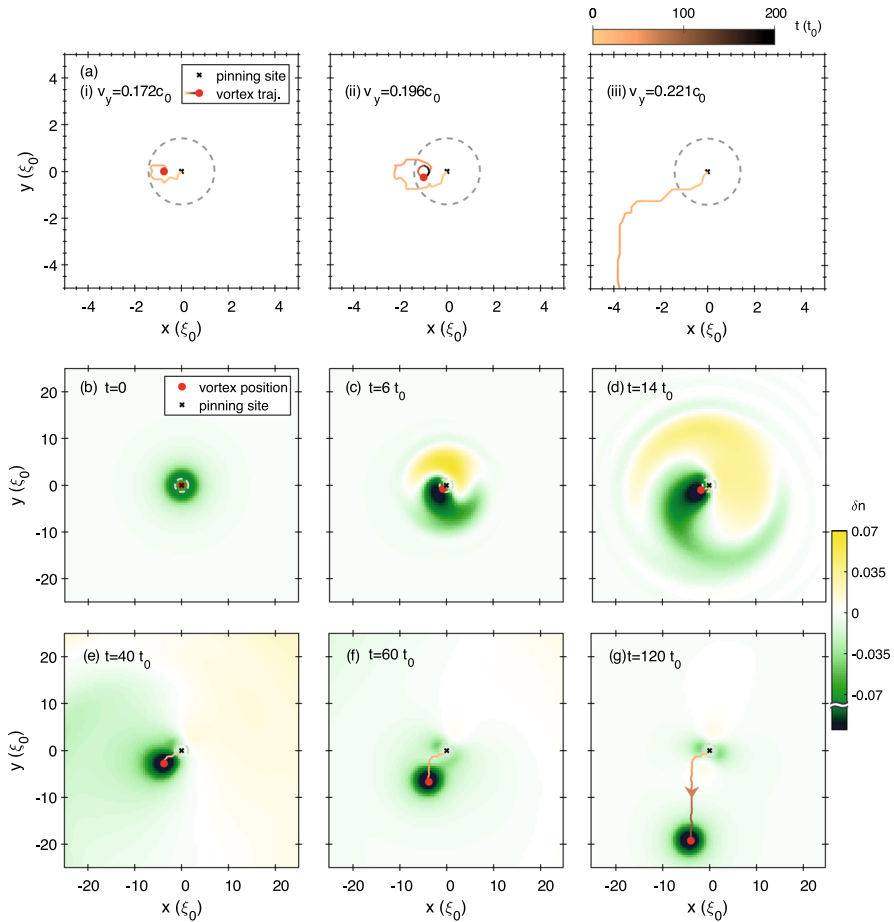 0 100 200
t (t0)
(a)
(i) v_y=0.172c0
× pinning site
vortex traj.
(ii) v_y=0.196c0
(iii) v_y=0.221c0
y (ξ0)
4
2
0
-2
-4
-4 -2 0 2 4
-4 -2 0 2 4
-4 -2 0 2 4
x (ξ0)
x (ξ0)
x (ξ0)
(b) t=0
vortex position
× pinning site
(c) t=6 t0
(d) t=14 t0
y (ξ0)
20
10
0
-10
-20
δn
0.07
0.035
0
-0.035
-0.07
(e) t=40 t0
(f) t=60 t0
(g) t=120 t0
y (ξ0)
20
10
0
-10
-20
-20 -10 0 10 20
-20 -10 0 10 20
-20 -10 0 10 20
x (ξ0)
x (ξ0)
x (ξ0)